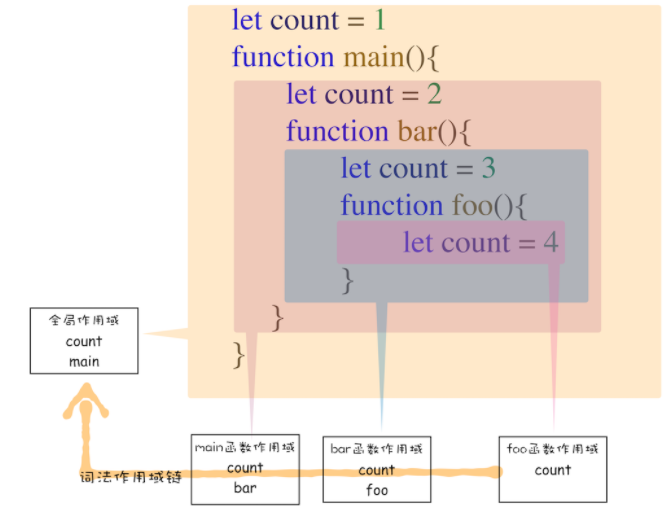 let count = 1
function main(){
let count = 2
function bar(){
let count = 3
function foo(){
let count = 4
}
}
}
全局作用域
count
main
main函数作用域
count
bar
bar函数作用域
count
foo
foo函数作用域
count
词法作用域链